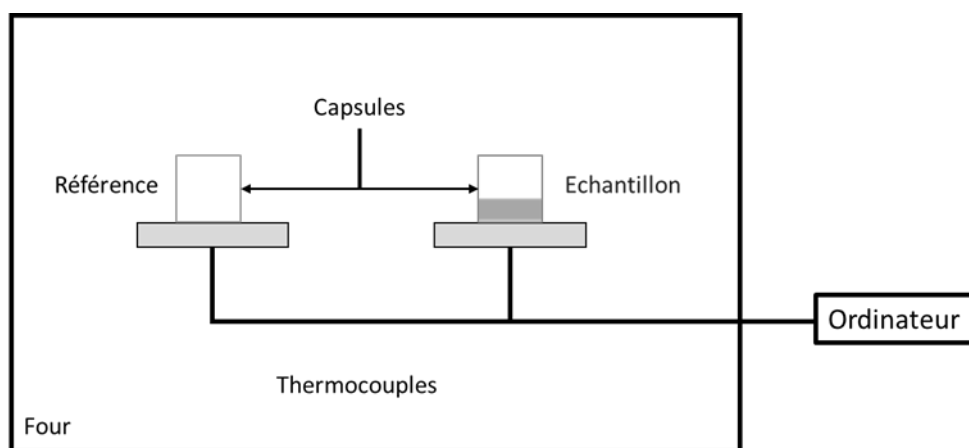 Capsules
Référence
Echantillon
Ordinateur
Thermocouples
Four